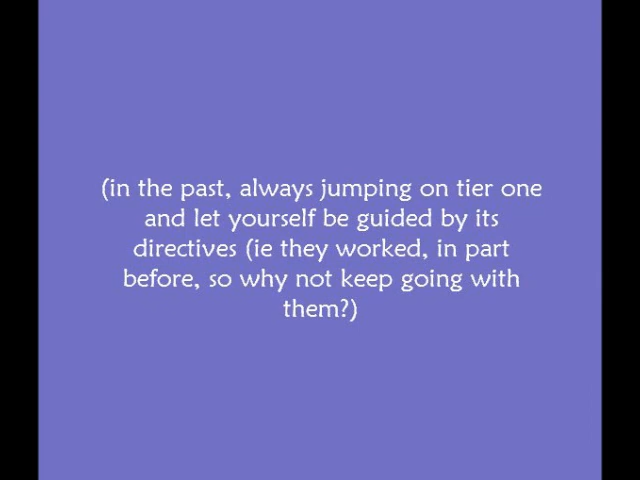 (in the past, always jumping on tier one
and let yourself be guided by its
directives (ie they worked, in part
before, so why not keep going with
them?)